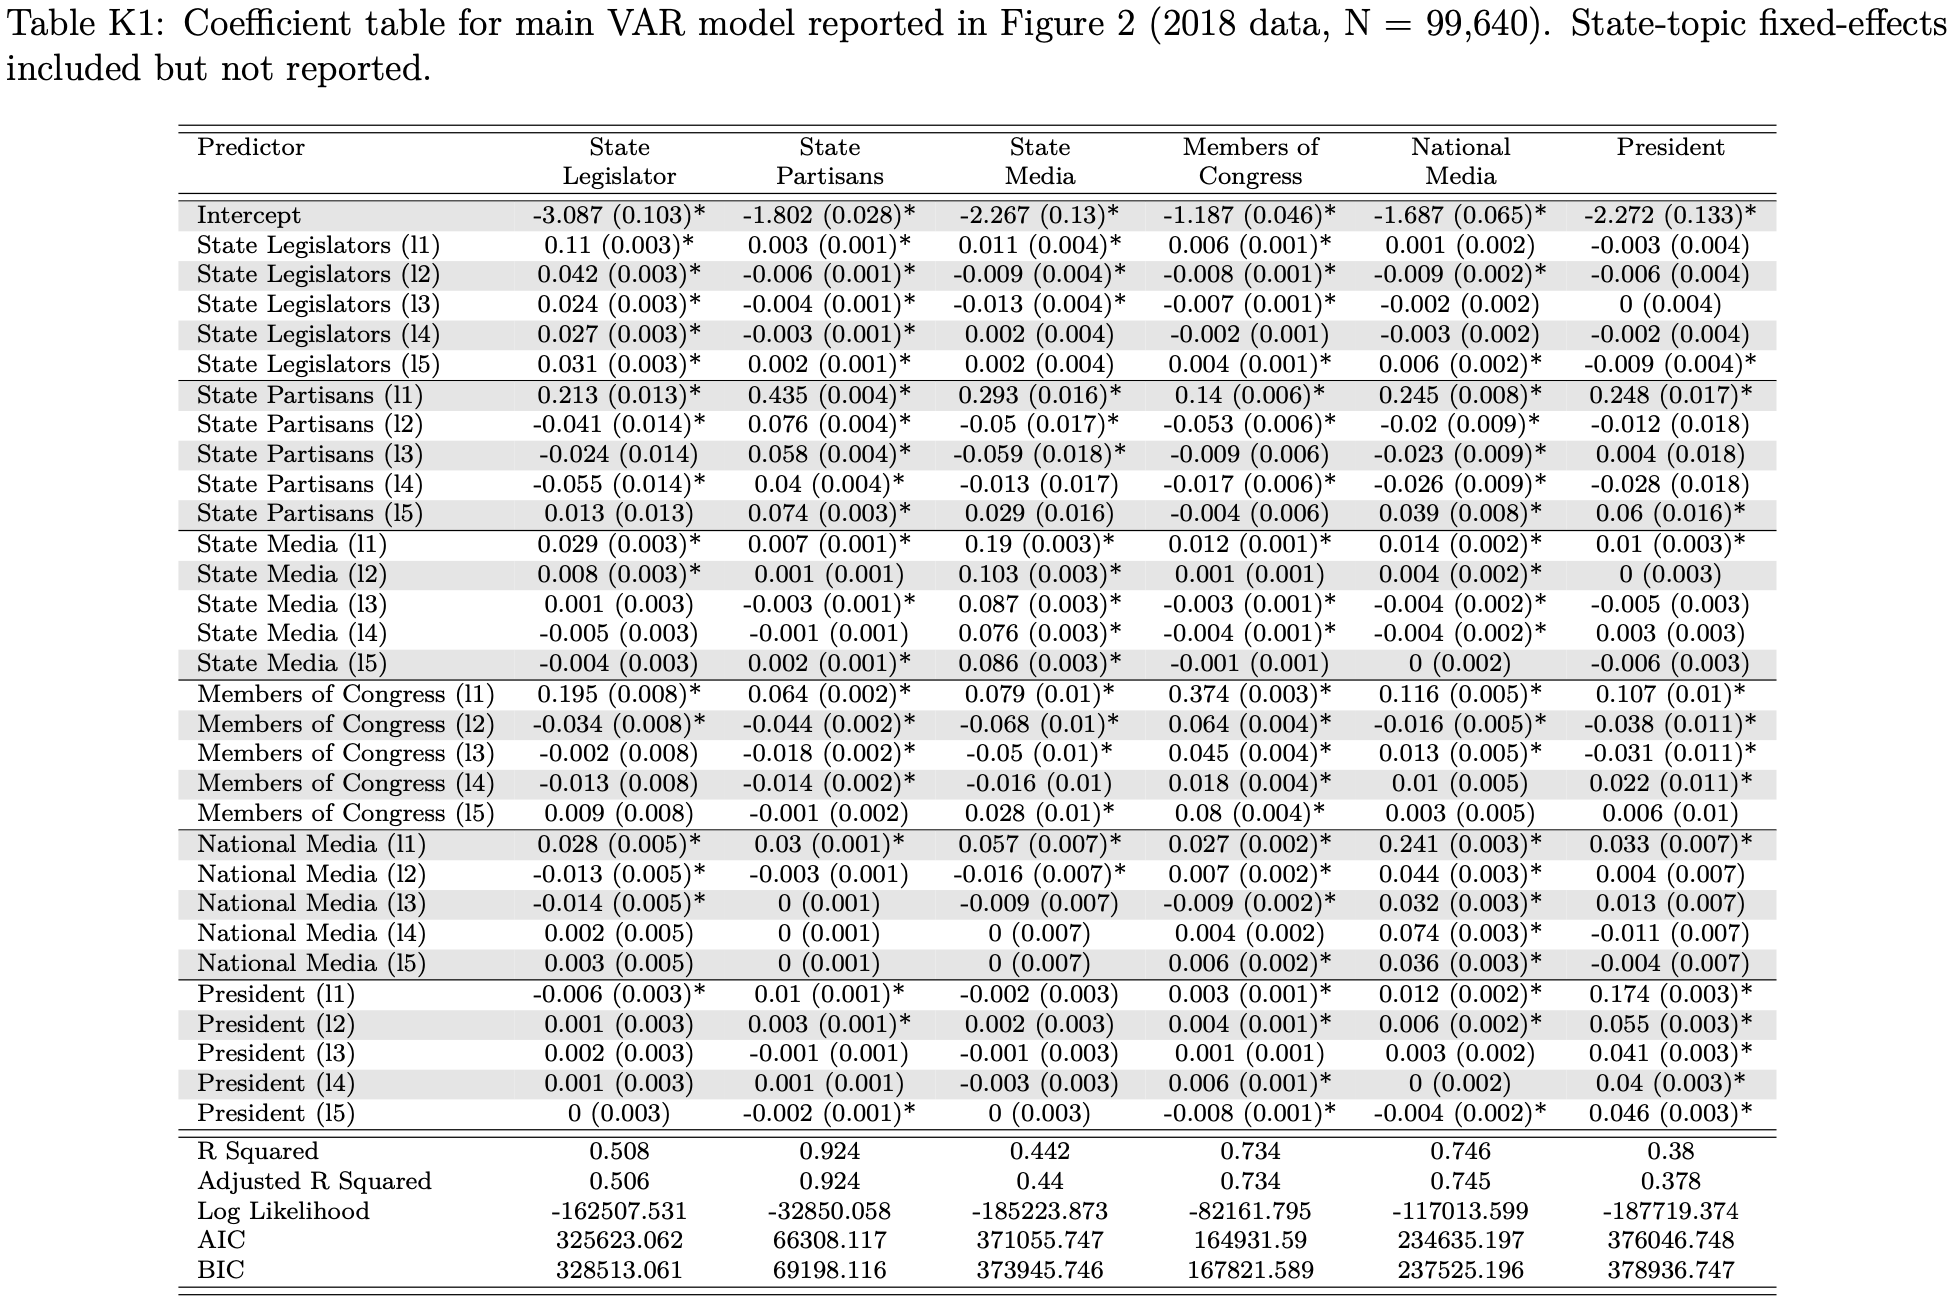 Table K1: Coefficient table for main VAR model reported in Figure 2 (2018 data, N = 99,640). State-topic fixed-effects
included but not reported.
Predictor State State State Members of National President
Legislator Partisans Media Congress Media
Intercept -3.087 (0.103)* -1.802 (0.028)* -2.267 (0.13)* -1.187 (0.046)* -1.687 (0.065)* -2.272 (0.133)*
State Legislators (l1) 0.11 (0.003)* 0.003 (0.001)* 0.011 (0.004)* 0.006 (0.001)* 0.001 (0.002) -0.003 (0.004)
State Legislators (l2) 0.042 (0.003)* -0.006 (0.001)* -0.009 (0.004)* -0.008 (0.001)* -0.009 (0.002)* -0.006 (0.004)
State Legislators (l3) 0.024 (0.003)* -0.004 (0.001)* -0.013 (0.004)* -0.007 (0.001)* -0.002 (0.002) 0 (0.004)
State Legislators (l4) 0.027 (0.003)* -0.003 (0.001)* 0.002 (0.004) -0.002 (0.001) -0.003 (0.002) -0.002 (0.004)
State Legislators (l5) 0.031 (0.003)* 0.002 (0.001)* 0.002 (0.004) 0.004 (0.001)* 0.006 (0.002)* -0.009 (0.004)*
State Partisans (l1) 0.213 (0.013)* 0.435 (0.004)* 0.293 (0.016)* 0.14 (0.006)* 0.245 (0.008)* 0.248 (0.017)*
State Partisans (l2) -0.041 (0.014)* 0.076 (0.004)* -0.05 (0.017)* -0.053 (0.006)* -0.02 (0.009)* -0.012 (0.018)
State Partisans (l3) -0.024 (0.014) 0.058 (0.004)* -0.059 (0.018)* -0.009 (0.006) -0.023 (0.009)* 0.004 (0.018)
State Partisans (l4) -0.055 (0.014)* 0.04 (0.004)* -0.013 (0.017) -0.017 (0.006)* -0.026 (0.009)* -0.028 (0.018)
State Partisans (l5) 0.013 (0.013) 0.074 (0.003)* 0.029 (0.016) -0.004 (0.006) 0.039 (0.008)* 0.06 (0.016)*
State Media (l1) 0.029 (0.003)* 0.007 (0.001)* 0.19 (0.003)* 0.012 (0.001)* 0.014 (0.002)* 0.01 (0.003)*
State Media (l2) 0.008 (0.003)* 0.001 (0.001) 0.103 (0.003)* 0.001 (0.001) 0.004 (0.002)* 0 (0.003)
State Media (l3) 0.001 (0.003) -0.003 (0.001)* 0.087 (0.003)* -0.003 (0.001)* -0.004 (0.002)* -0.005 (0.003)
State Media (l4) -0.005 (0.003) -0.001 (0.001) 0.076 (0.003)* -0.004 (0.001)* -0.004 (0.002)* 0.003 (0.003)
State Media (l5) -0.004 (0.003) 0.002 (0.001)* 0.086 (0.003)* -0.001 (0.001) 0 (0.002) -0.006 (0.003)
Members of Congress (l1) 0.195 (0.008)* 0.064 (0.002)* 0.079 (0.01)* 0.374 (0.003)* 0.116 (0.005)* 0.107 (0.01)*
Members of Congress (l2) -0.034 (0.008)* -0.044 (0.002)* -0.068 (0.01)* 0.064 (0.004)* -0.016 (0.005)* -0.038 (0.011)*
Members of Congress (l3) -0.002 (0.008) -0.018 (0.002)* -0.05 (0.01)* 0.045 (0.004)* 0.013 (0.005)* -0.031 (0.011)*
Members of Congress (l4) -0.013 (0.008) -0.014 (0.002)* -0.016 (0.01) 0.018 (0.004)* 0.01 (0.005) 0.022 (0.011)*
Members of Congress (l5) 0.009 (0.008) -0.001 (0.002) 0.028 (0.01)* 0.08 (0.004)* 0.003 (0.005) 0.006 (0.01)
National Media (l1) 0.028 (0.005)* 0.03 (0.001)* 0.057 (0.007)* 0.027 (0.002)* 0.241 (0.003)* 0.033 (0.007)*
National Media (l2) -0.013 (0.005)* -0.003 (0.001) -0.016 (0.007)* 0.007 (0.002)* 0.044 (0.003)* 0.004 (0.007)
National Media (l3) -0.014 (0.005)* 0 (0.001) -0.009 (0.007) -0.009 (0.002)* 0.032 (0.003)* 0.013 (0.007)
National Media (l4) 0.002 (0.005) 0 (0.001) 0 (0.007) 0.004 (0.002) 0.074 (0.003)* -0.011 (0.007)
National Media (l5) 0.003 (0.005) 0 (0.001) 0 (0.007) 0.006 (0.002)* 0.036 (0.003)* -0.004 (0.007)
President (l1) -0.006 (0.003)* 0.01 (0.001)* -0.002 (0.003) 0.003 (0.001)* 0.012 (0.002)* 0.174 (0.003)*
President (l2) 0.001 (0.003) 0.003 (0.001)* 0.002 (0.003) 0.004 (0.001)* 0.006 (0.002)* 0.055 (0.003)*
President (l3) 0.002 (0.003) -0.001 (0.001) -0.001 (0.003) 0.001 (0.001) 0.003 (0.002) 0.041 (0.003)*
President (l4) 0.001 (0.003) 0.001 (0.001) -0.003 (0.003) 0.006 (0.001)* 0 (0.002) 0.04 (0.003)*
President (l5) 0 (0.003) -0.002 (0.001)* 0 (0.003) -0.008 (0.001)* -0.004 (0.002)* 0.046 (0.003)*
R Squared 0.508 0.924 0.442 0.734 0.746 0.38
Adjusted R Squared 0.506 0.924 0.44 0.734 0.745 0.378
Log Likelihood -162507.531 -32850.058 -185223.873 -82161.795 -117013.599 -187719.374
AIC 325623.062 66308.117 371055.747 164931.59 234635.197 376046.748
BIC 328513.061 69198.116 373945.746 167821.589 237525.196 378936.747